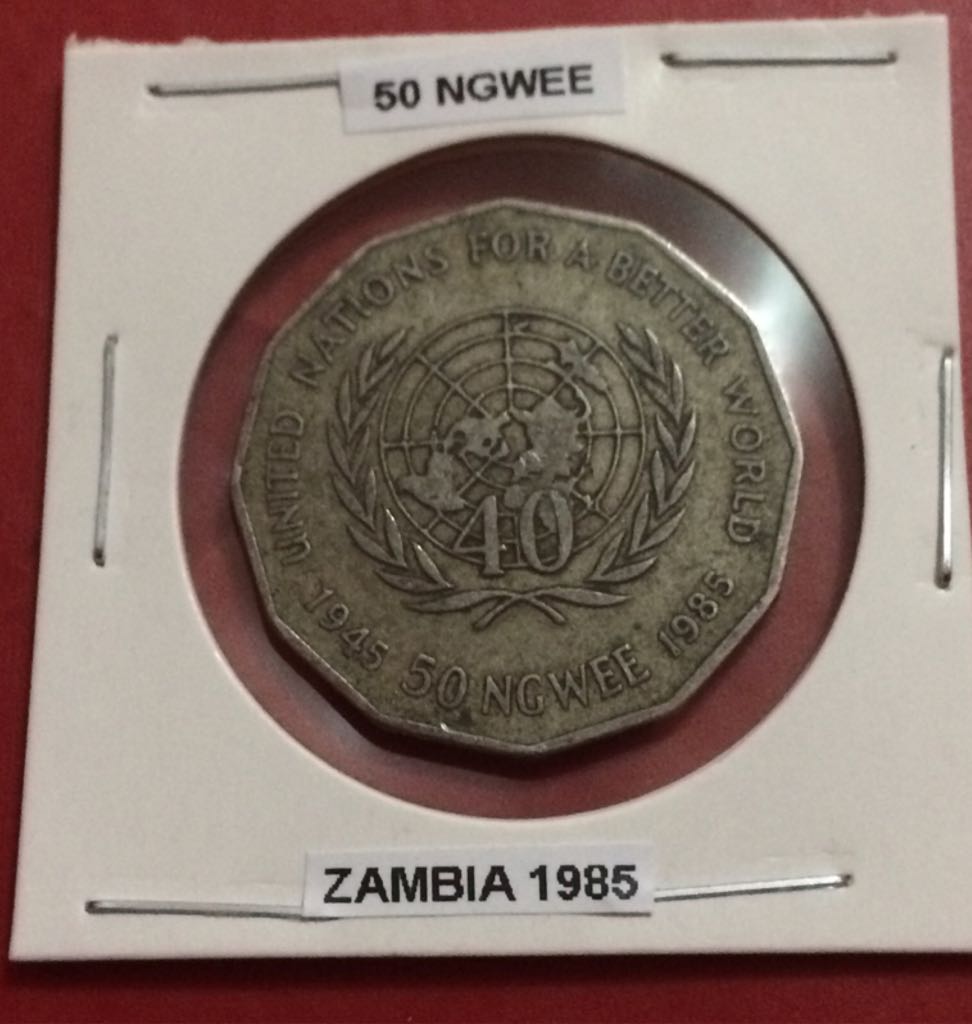 50 NGWEE
UNITED NATIONS FOR A BETTER WORLD
40
1945 50 NGWEE 1985
ZAMBIA 1985